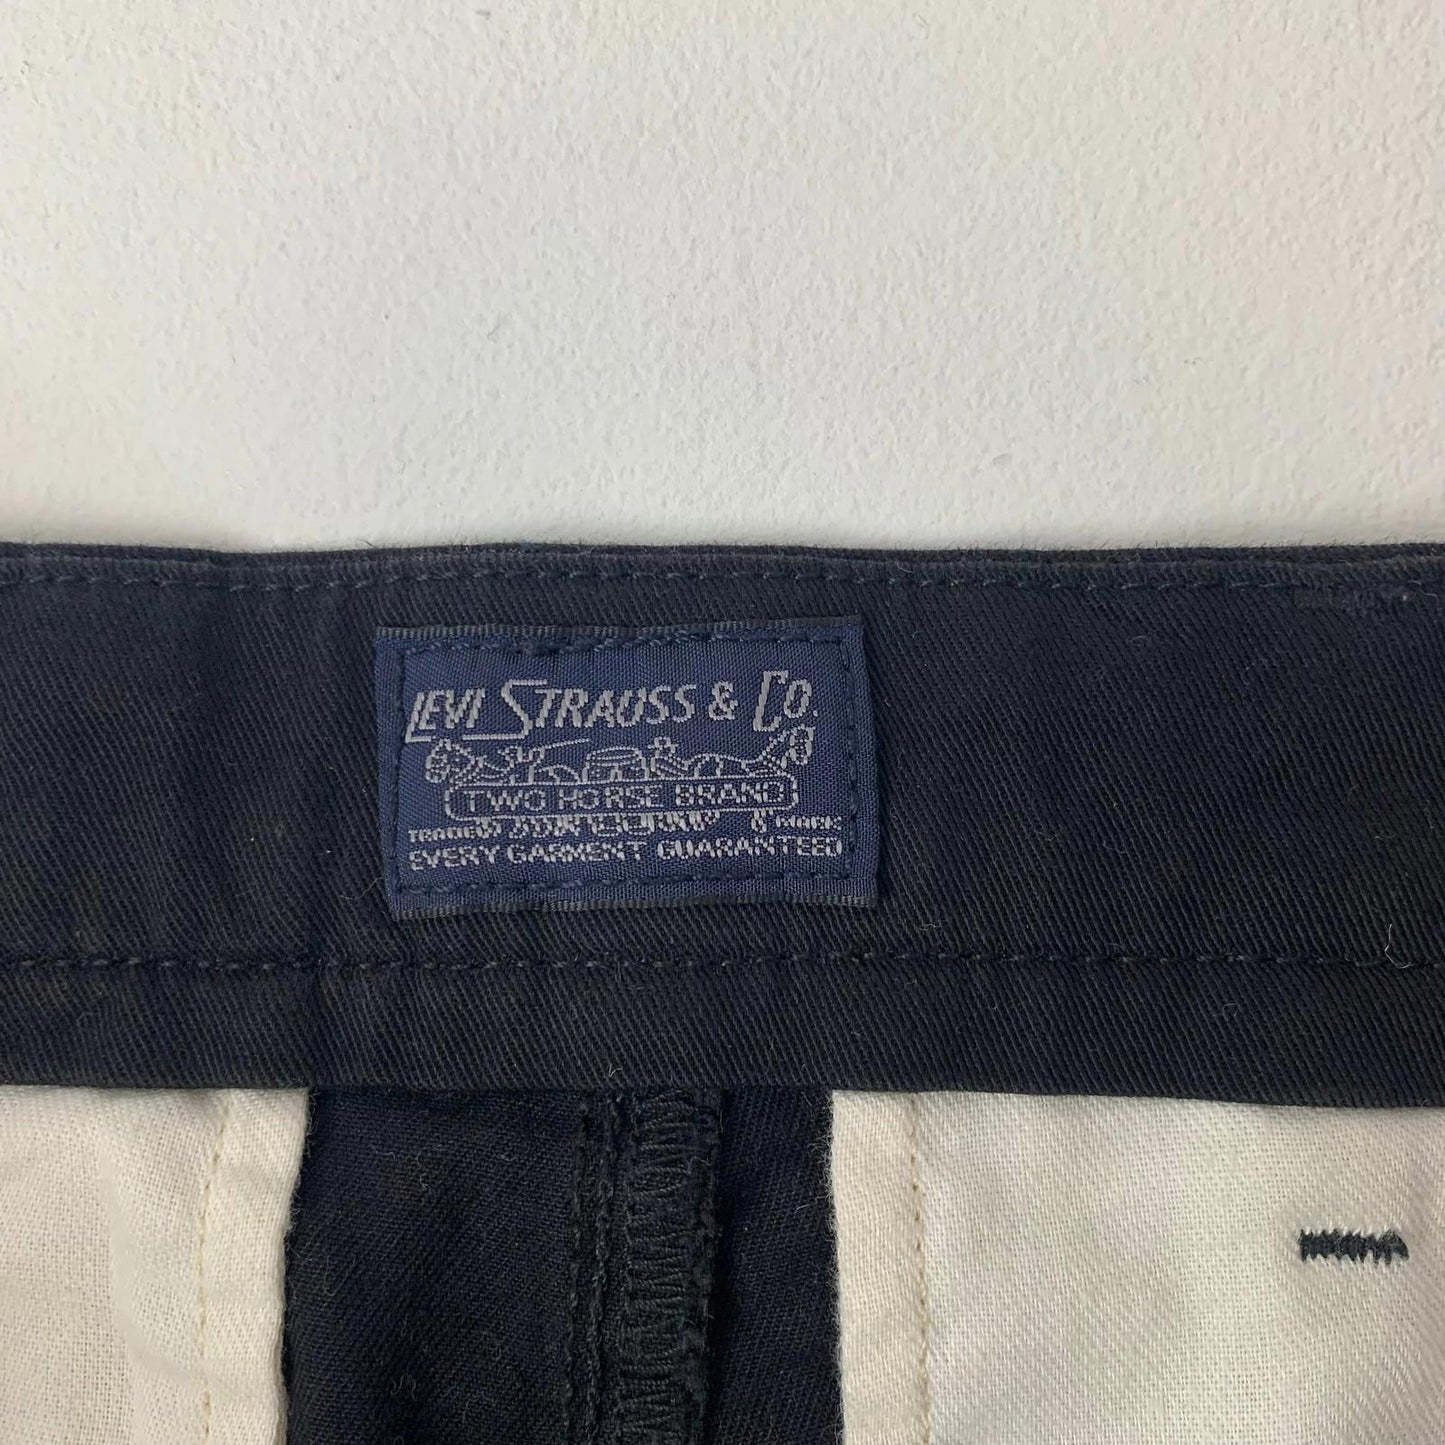 LEVI STRAUSS & CO.
TWO HORSE BRAND
EVERY GARMENT GUARANTEED